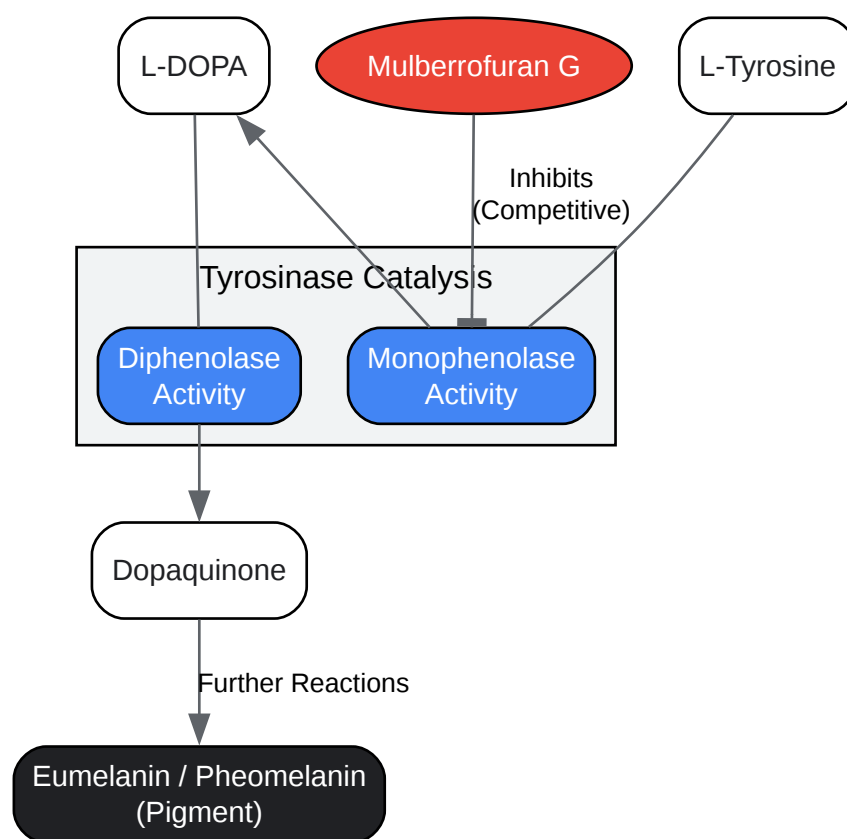 L-DOPA
Mulberrofuran G
L-Tyrosine
Inhibits
(Competitive)
Tyrosinase Catalysis
Diphenolase
Activity
Monophenolase
Activity
Dopaquinone
Further Reactions
Eumelanin / Pheomelanin
(Pigment)